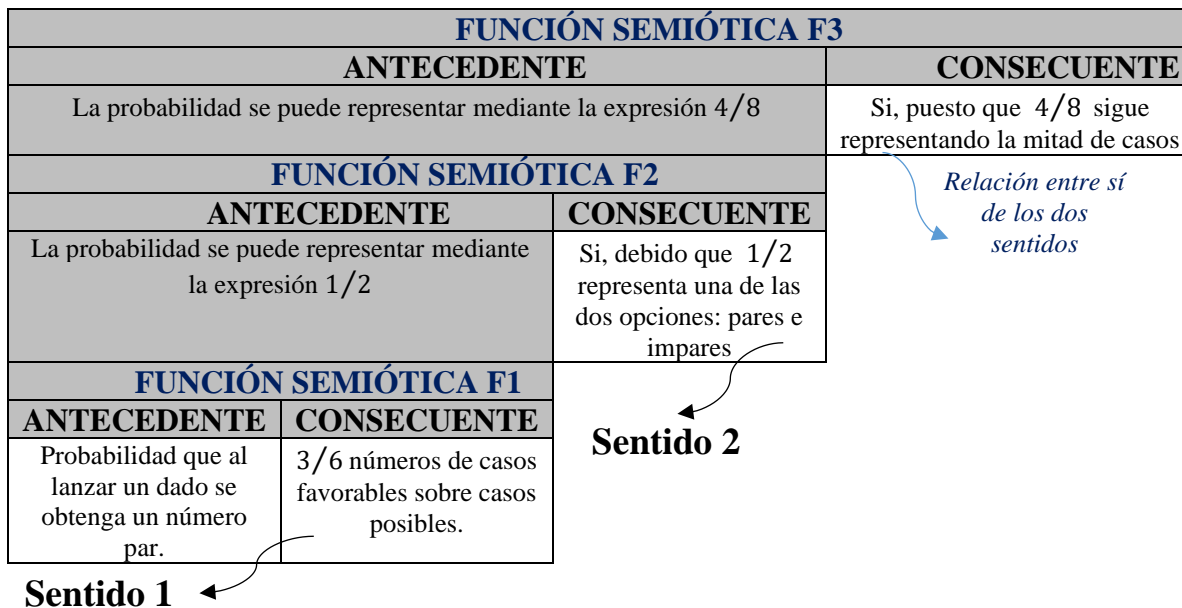 FUNCIÓN SEMIÓTICA F3
ANTECEDENTE
CONSECUENTE
La probabilidad se puede representar mediante la expresión 4/8
Si, puesto que 4/8 sigue
representando la mitad de casos
FUNCIÓN SEMIÓTICA F2
ANTECEDENTE
CONSECUENTE
La probabilidad se puede representar mediante
la expresión 1/2
Si, debido que 1/2
representa una de las
dos opciones: pares e
impares
Relación entre sí
de los dos
sentidos
FUNCIÓN SEMIÓTICA F1
ANTECEDENTE
CONSECUENTE
Probabilidad que al
lanzar un dado se
obtenga un número
par.
3/6 números de casos
favorables sobre casos
posibles.
Sentido 2
Sentido 1